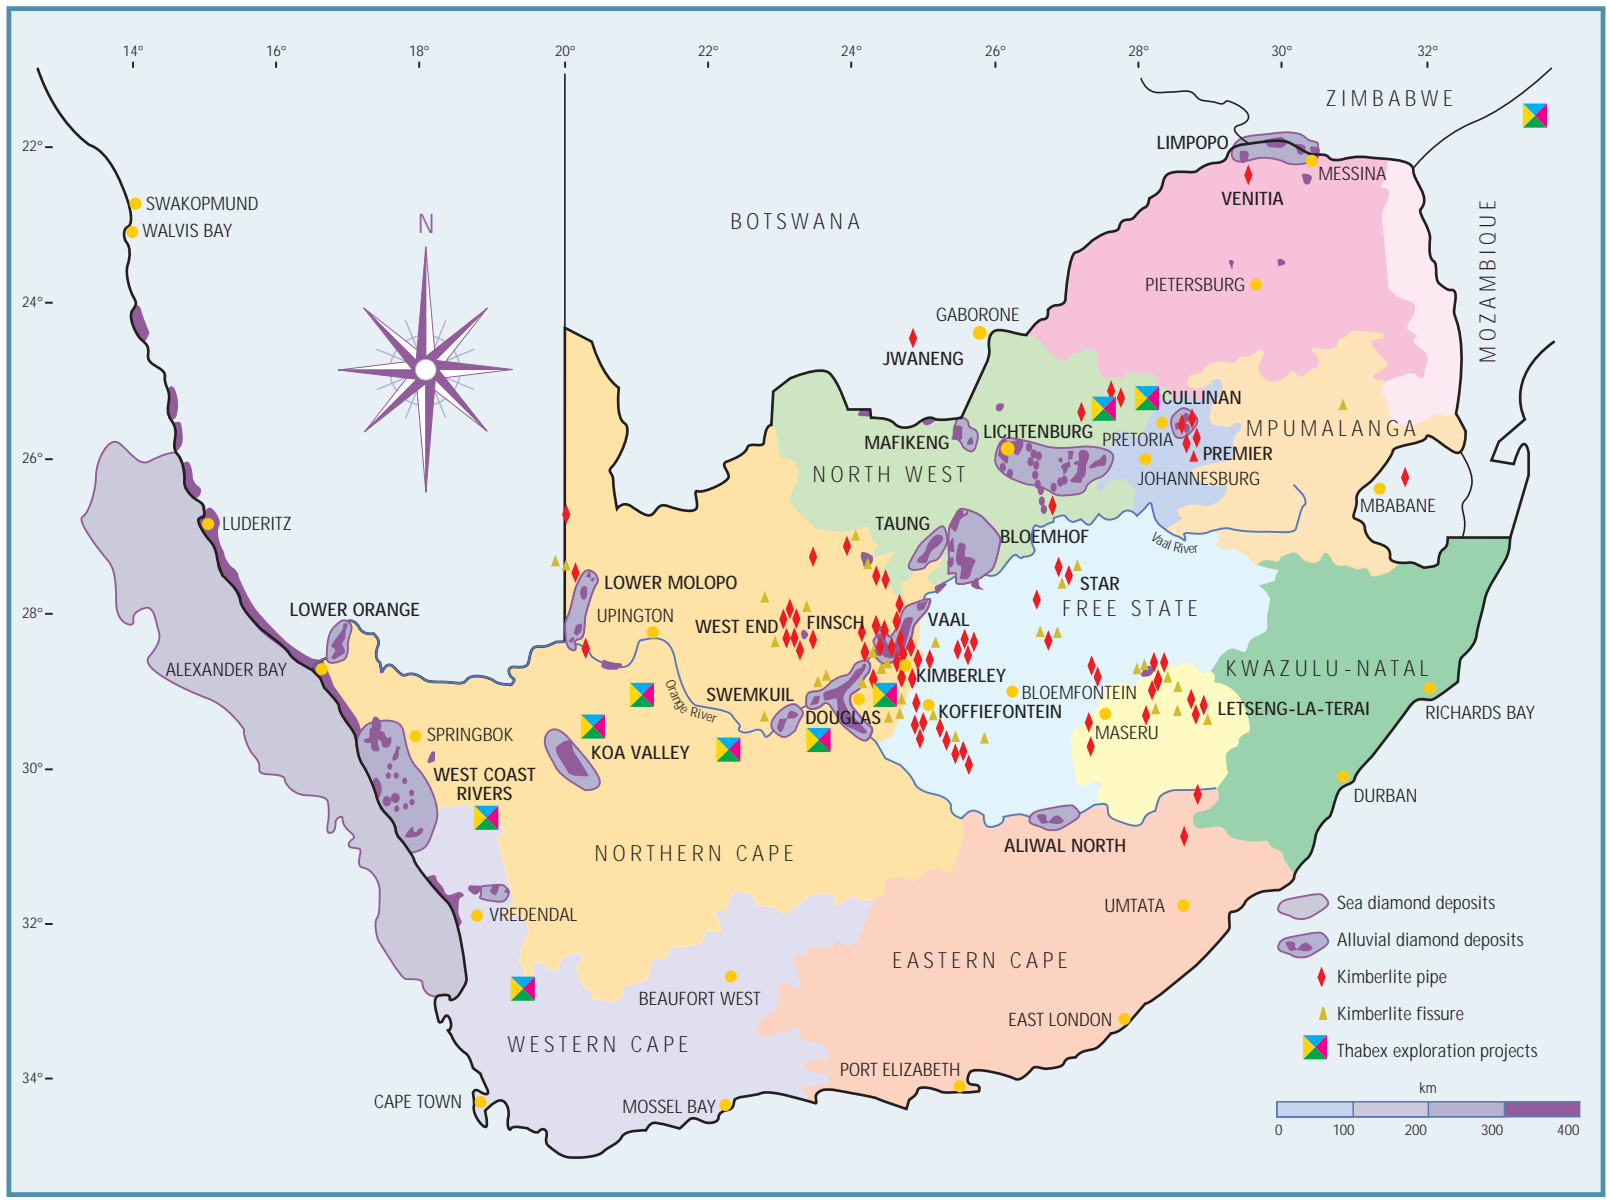 14° 16° 18° 20° 22° 24° 26° 28° 30° 32°
ZIMBABWE
22°
LIMPOPO
MESSINA
VENITIA
SWAKOPMUND
WALVIS BAY
N
BOTSWANA
MOZAMBIQUE
PIETERSBURG
24°
GABORONE
JWANENG
CULLINAN
MAFIKENG
LICHTENBURG
PRETORIA
MPUMALANGA
PREMIER
26°
NORTH WEST
JOHANNESBURG
MBABANE
LUDERITZ
TAUNG
BLOEMHOF
Vaal River
LOWER MOLOPO
STAR
28°
LOWER ORANGE
UPINGTON
WEST END
FINSCH
VAAL
FREE STATE
ALEXANDER BAY
KIMBERLEY
KWAZULU-NATAL
Orange River
SWEMKUIL
DOUGLAS
BLOEMFONTEIN
KOFFIEFONTEIN
LETSENG-LA-TERAI
RICHARDS BAY
MASERU
SPRINGBOK
KOA VALLEY
30°
WEST COAST
RIVERS
DURBAN
NORTHERN CAPE
ALIWAL NORTH
32°
VREDENDAL
UMTATA
Sea diamond deposits
Alluvial diamond deposits
EASTERN CAPE
Kimberlite pipe
BEAUFORT WEST
Kimberlite fissure
EAST LONDON
WESTERN CAPE
Thabex exploration projects
34°
PORT ELIZABETH
km
CAPE TOWN
MOSSEL BAY
0 100 200 300 400